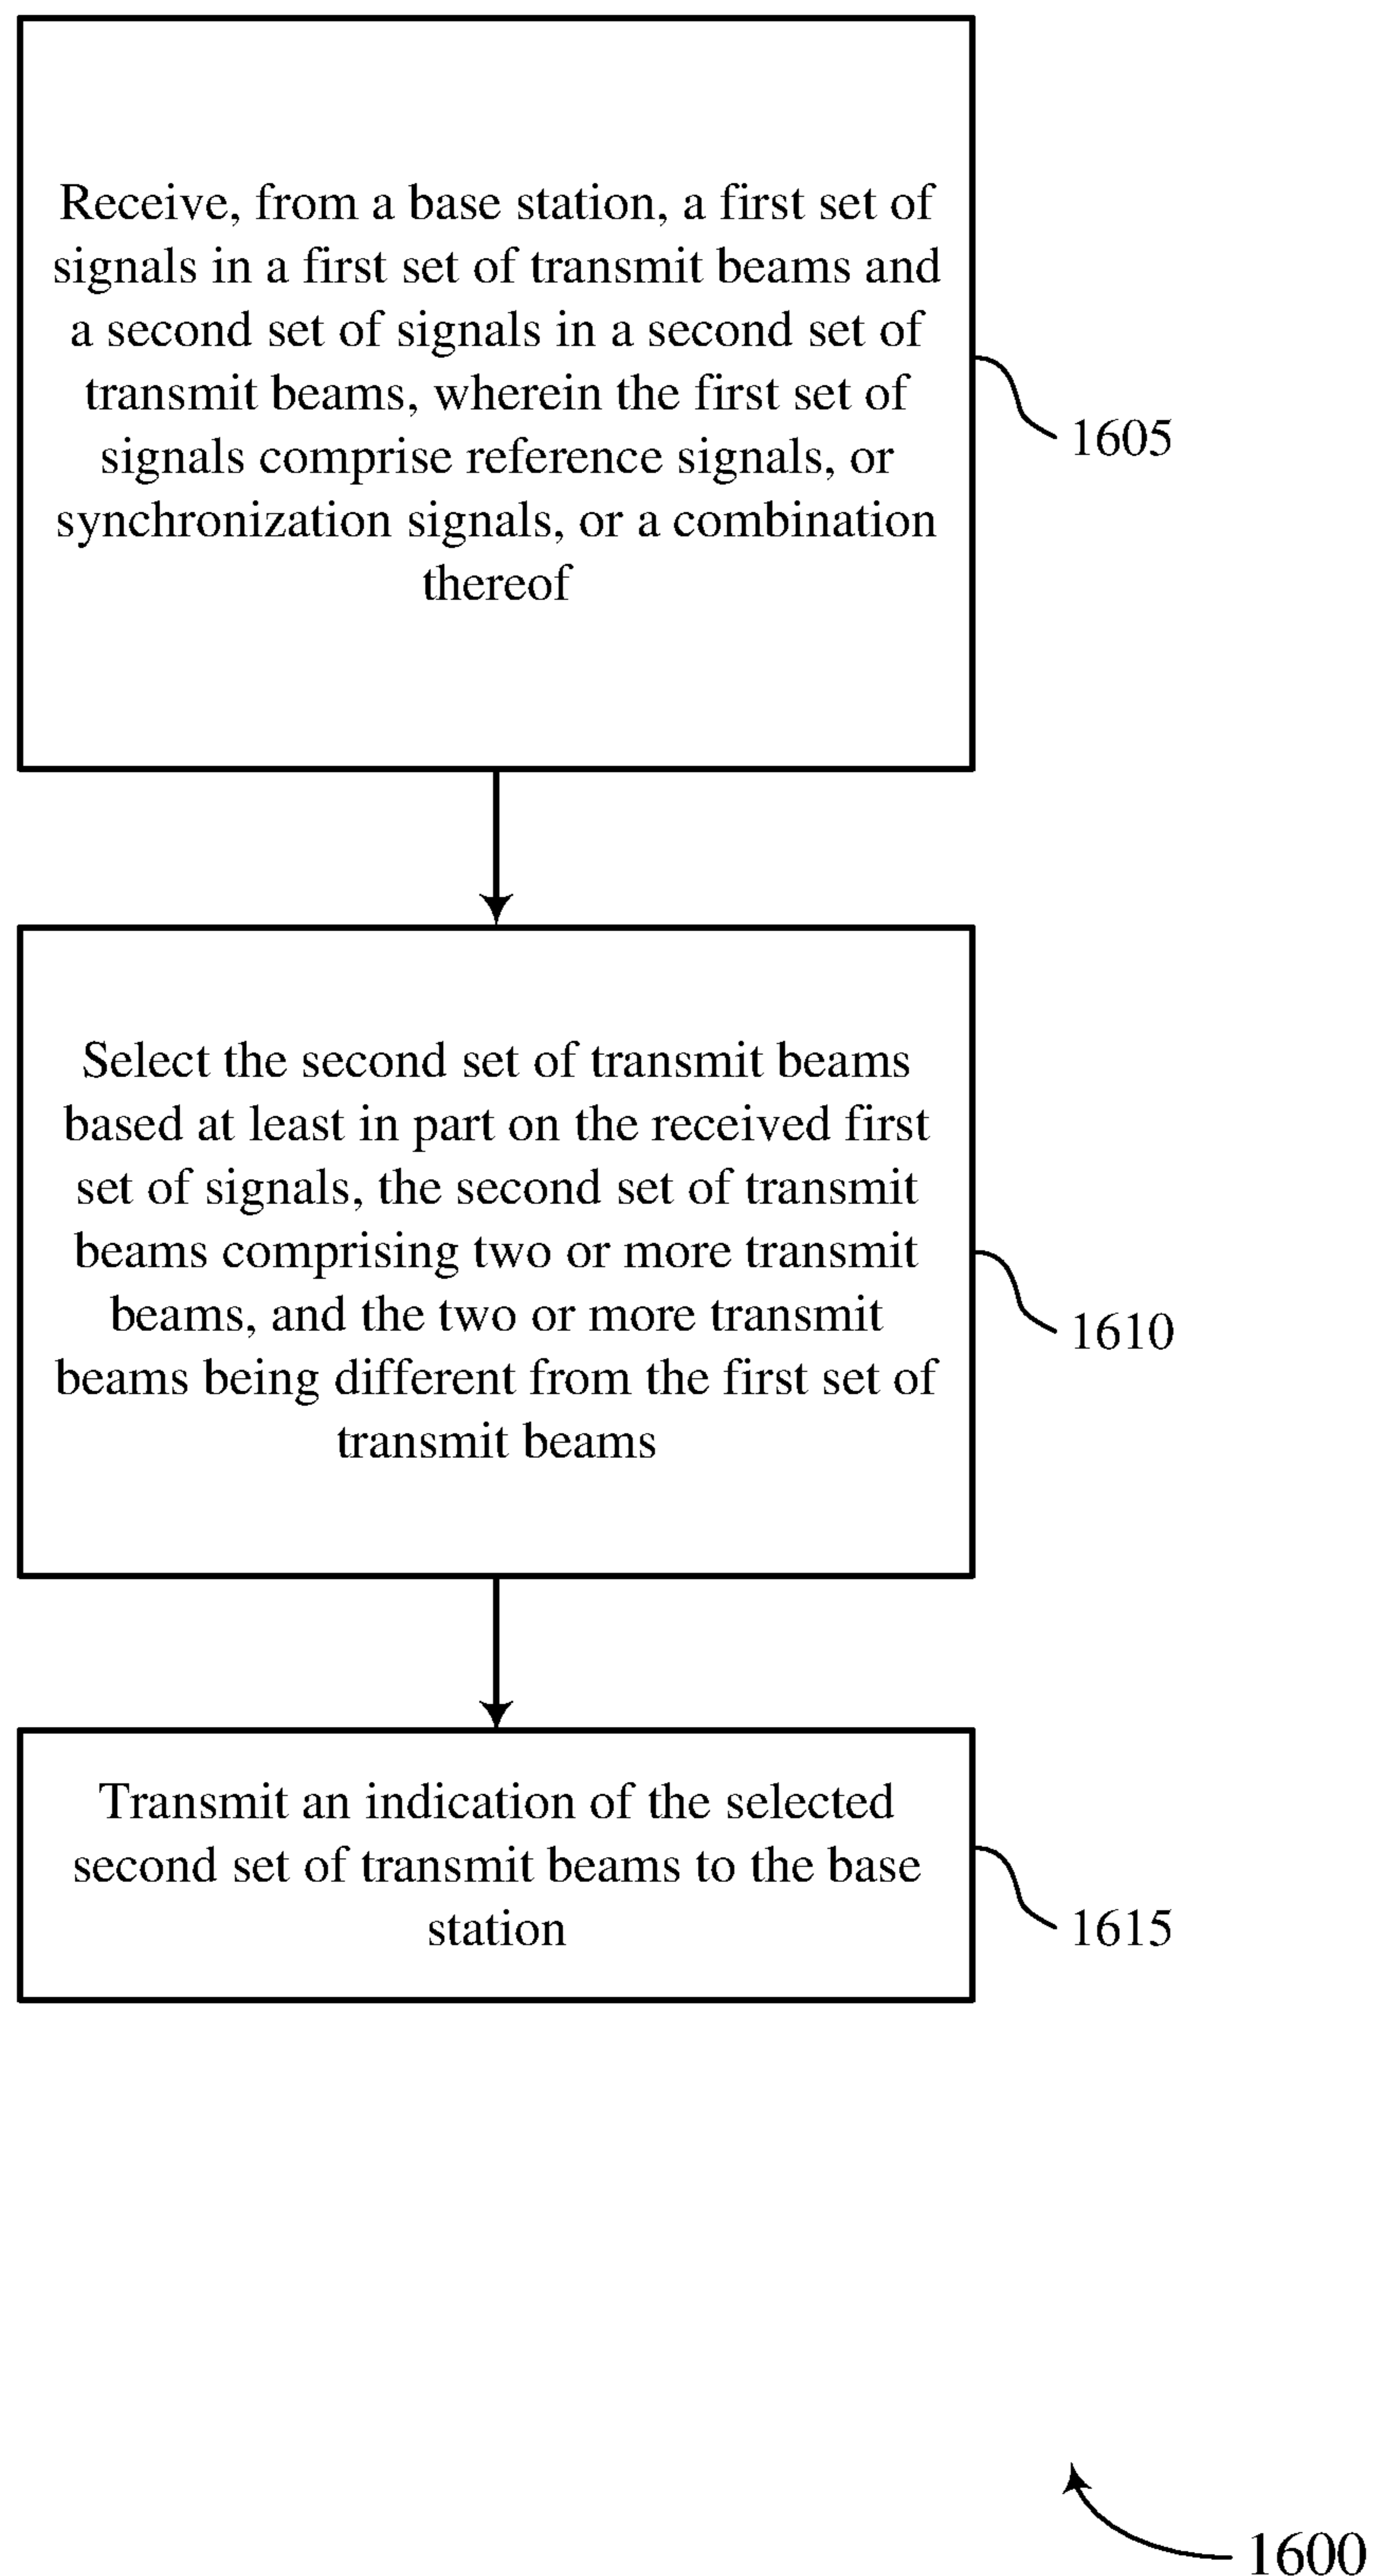 Receive, from a base station, a first set of
signals in a first set of transmit beams and
a second set of signals in a second set of
transmit beams, wherein the first set of
signals comprise reference signals, or
synchronization signals, or a combination
thereof
1605
Select the second set of transmit beams
based at least in part on the received first
set of signals, the second set of transmit
beams comprising two or more transmit
beams, and the two or more transmit
beams being different from the first set of
transmit beams
1610
Transmit an indication of the selected
second set of transmit beams to the base
station
1615
1600